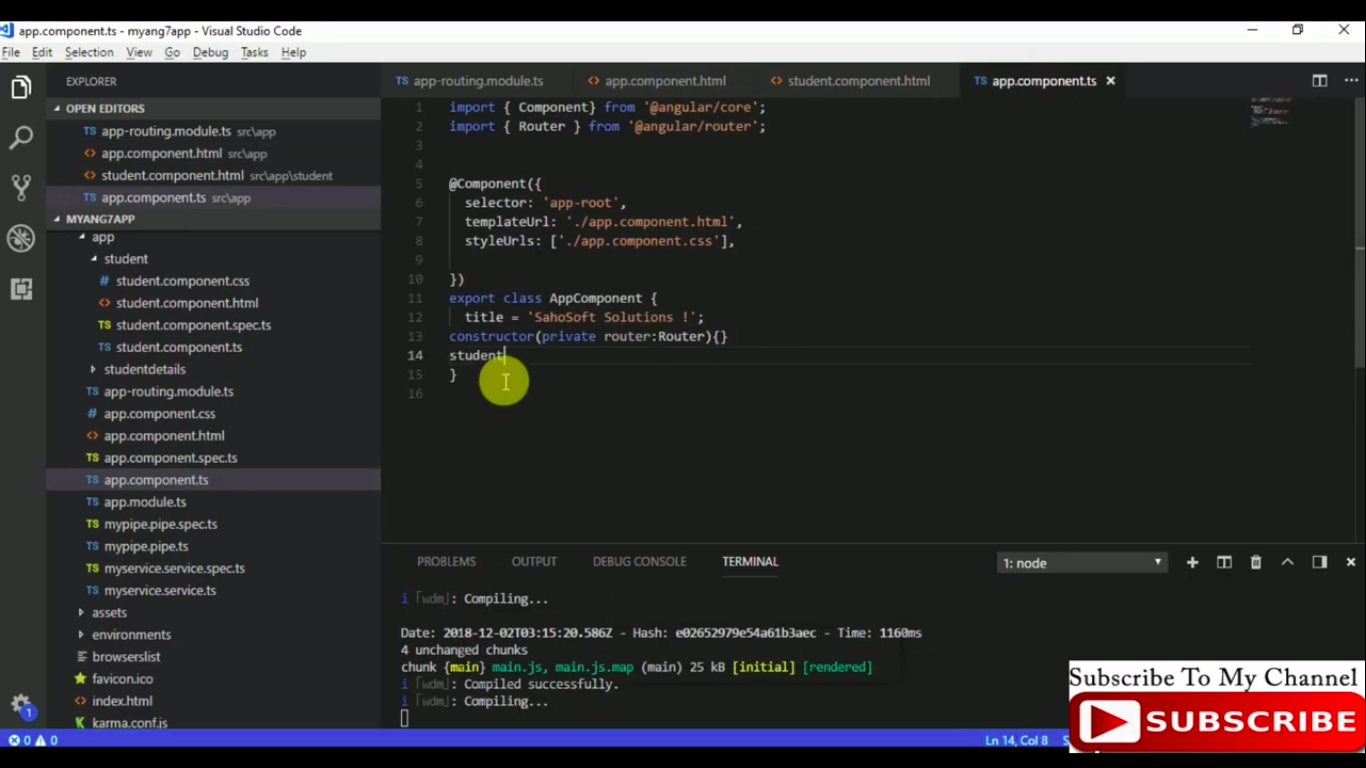 app.component.ts - myang7app - Visual Studio Code
File Edit Selection View Go Debug Tasks Help
EXPLORER
OPEN EDITORS
TS app-routing.module.ts src\app
<> app.component.html src\app
<> student.component.html src\app\student
TS app.component.ts src\app
MYANG7APP
app
student
# student.component.css
<> student.component.html
TS student.component.spec.ts
TS student.component.ts
studentdetails
TS app-routing.module.ts
# app.component.css
<> app.component.html
TS app.component.spec.ts
TS app.component.ts
TS app.module.ts
TS mypipe.pipe.spec.ts
TS mypipe.pipe.ts
TS myservice.service.spec.ts
TS myservice.service.ts
assets
environments
browserslist
favicon.ico
index.html
karma.conf.js
TS app-routing.module.ts <> app.component.html <> student.component.html TS app.component.ts
1 import { Component} from '@angular/core';
2 import { Router } from '@angular/router';
3
4
5 @Component({
6 selector: 'app-root',
7 templateUrl: './app.component.html',
8 styleUrls: ['./app.component.css'],
9
10 })
11 export class AppComponent {
12 title = 'SahoSoft Solutions !';
13 constructor(private router:Router){}
14 student
15 }
16
PROBLEMS OUTPUT DEBUG CONSOLE TERMINAL 1: node
i ｢wdm｣: Compiling...
Date: 2018-12-02T03:15:20.586Z - Hash: e02652979e54a61b3aec - Time: 1160ms
4 unchanged chunks
chunk {main} main.js, main.js.map (main) 25 kB [initial] [rendered]
i ｢wdm｣: Compiled successfully.
i ｢wdm｣: Compiling...
1
0 0 Ln 14, Col 8
Subscribe To My Channel
SUBSCRIBE